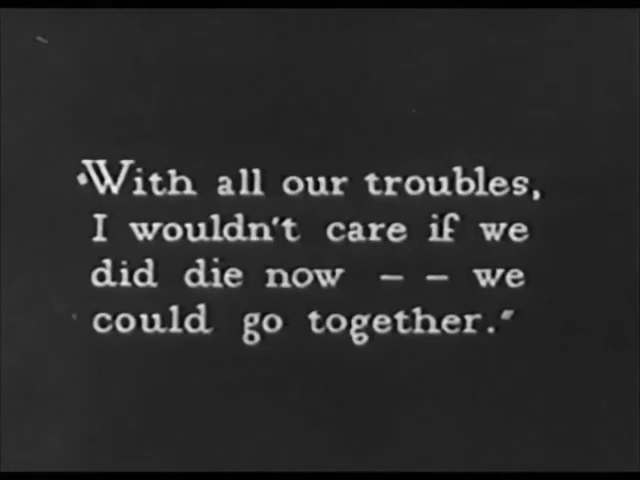 "With all our troubles,
I wouldn't care if we
did die now - - we
could go together."